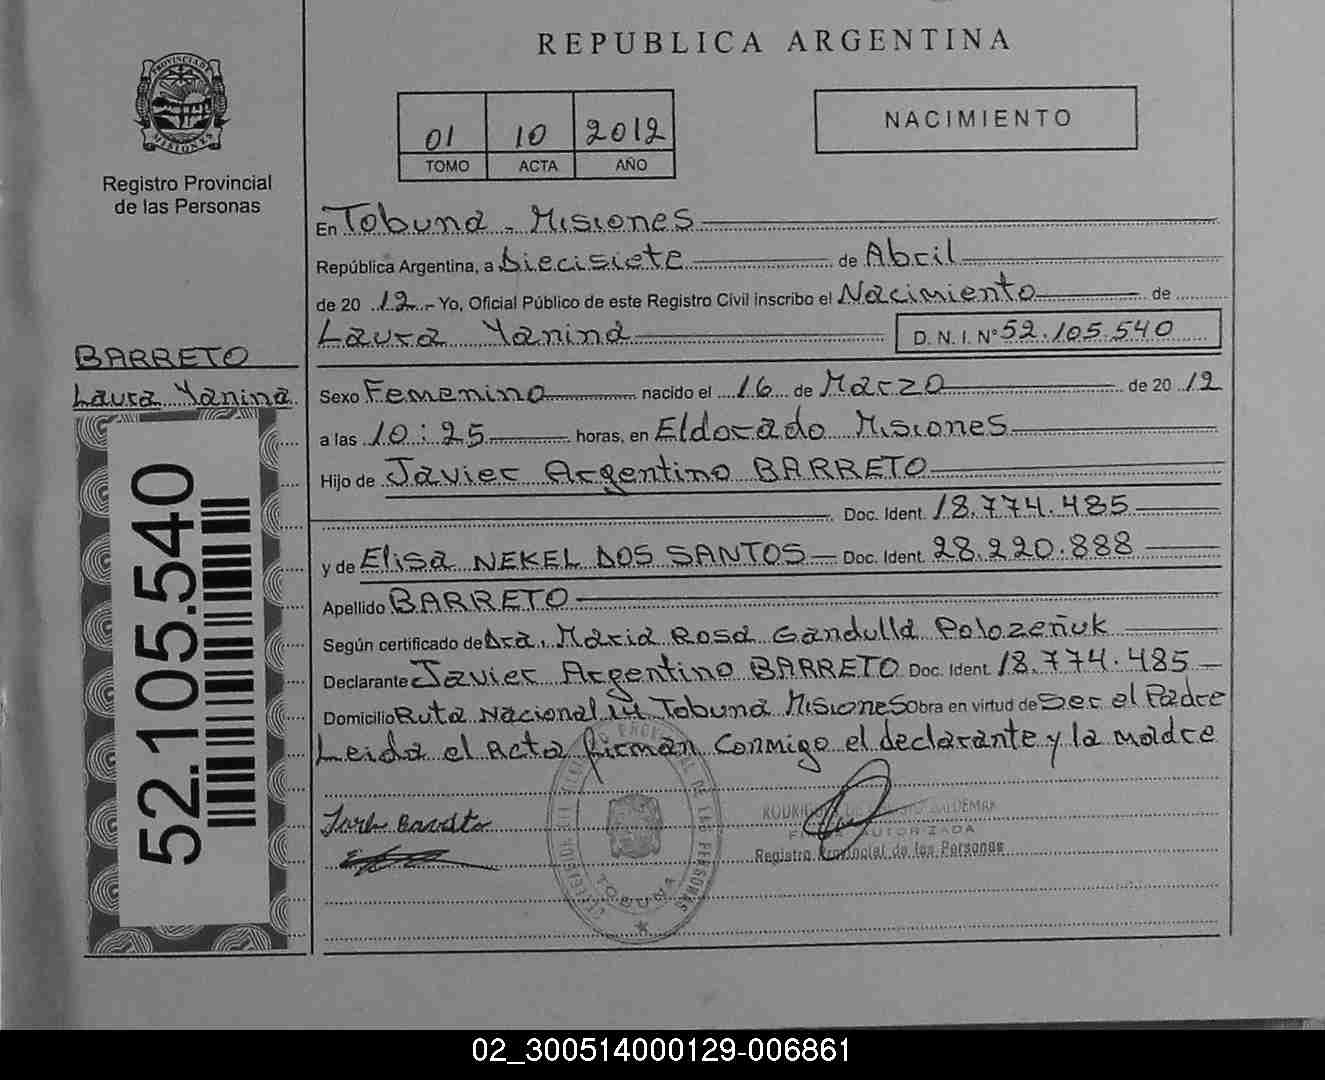 REPUBLICA ARGENTINA
PROVINCIA DE MISIONES
Registro Provincial
de las Personas
01 10 2012
TOMO ACTA AÑO
NACIMIENTO
En Tobuna - Misiones
República Argentina, a Diecisiete de Abril
de 20 12 - Yo, Oficial Público de este Registro Civil inscribo el Nacimiento de
Laura Yanina D. N. I. Nº 52.105.540
BARRETO
Laura Yanina
52.105.540
Sexo Femenino nacido el 16 de Marzo de 20 12
a las 10:25 horas, en Eldorado Misiones
Hijo de Javier Argentino BARRETO
Doc. Ident. 18.774.485
y de Elisa NEKEL DOS SANTOS Doc. Ident. 28.220.888
Apellido BARRETO
Según certificado de Dra. Maria Rosa Gandulla Polozeñuk
Declarante Javier Argentino BARRETO Doc. Ident. 18.774.485
Domicilio Ruta Nacional 14 Tobuna Misiones Obra en virtud de Ser el Padre
Leida el Acta firman conmigo el declarante y la madre
TOBUNA
AUTORIZADA
Registro Provincial de las Personas
02_300514000129-006861